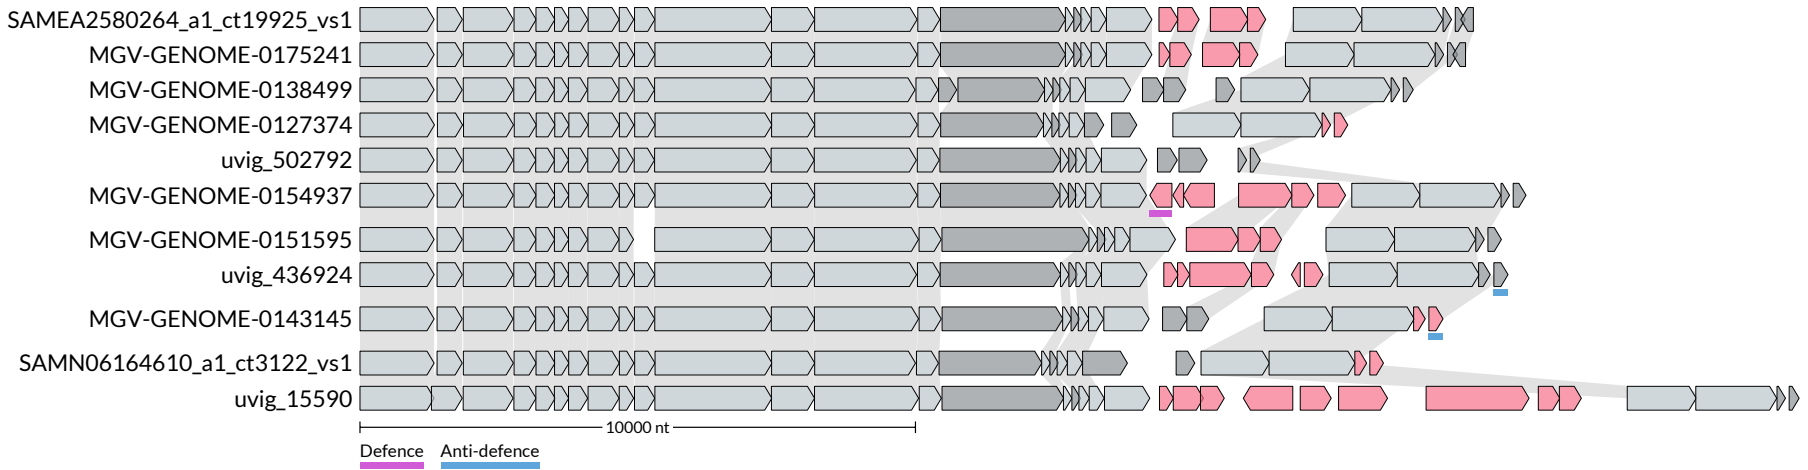 SAMEA2580264_a1_ct19925_vs1
MGV-GENOME-0175241
MGV-GENOME-0138499
MGV-GENOME-0127374
uvig_502792
MGV-GENOME-0154937
MGV-GENOME-0151595
uvig_436924
MGV-GENOME-0143145
SAMN06164610_a1_ct3122_vs1
uvig_15590
10000 nt
Defence Anti-defence